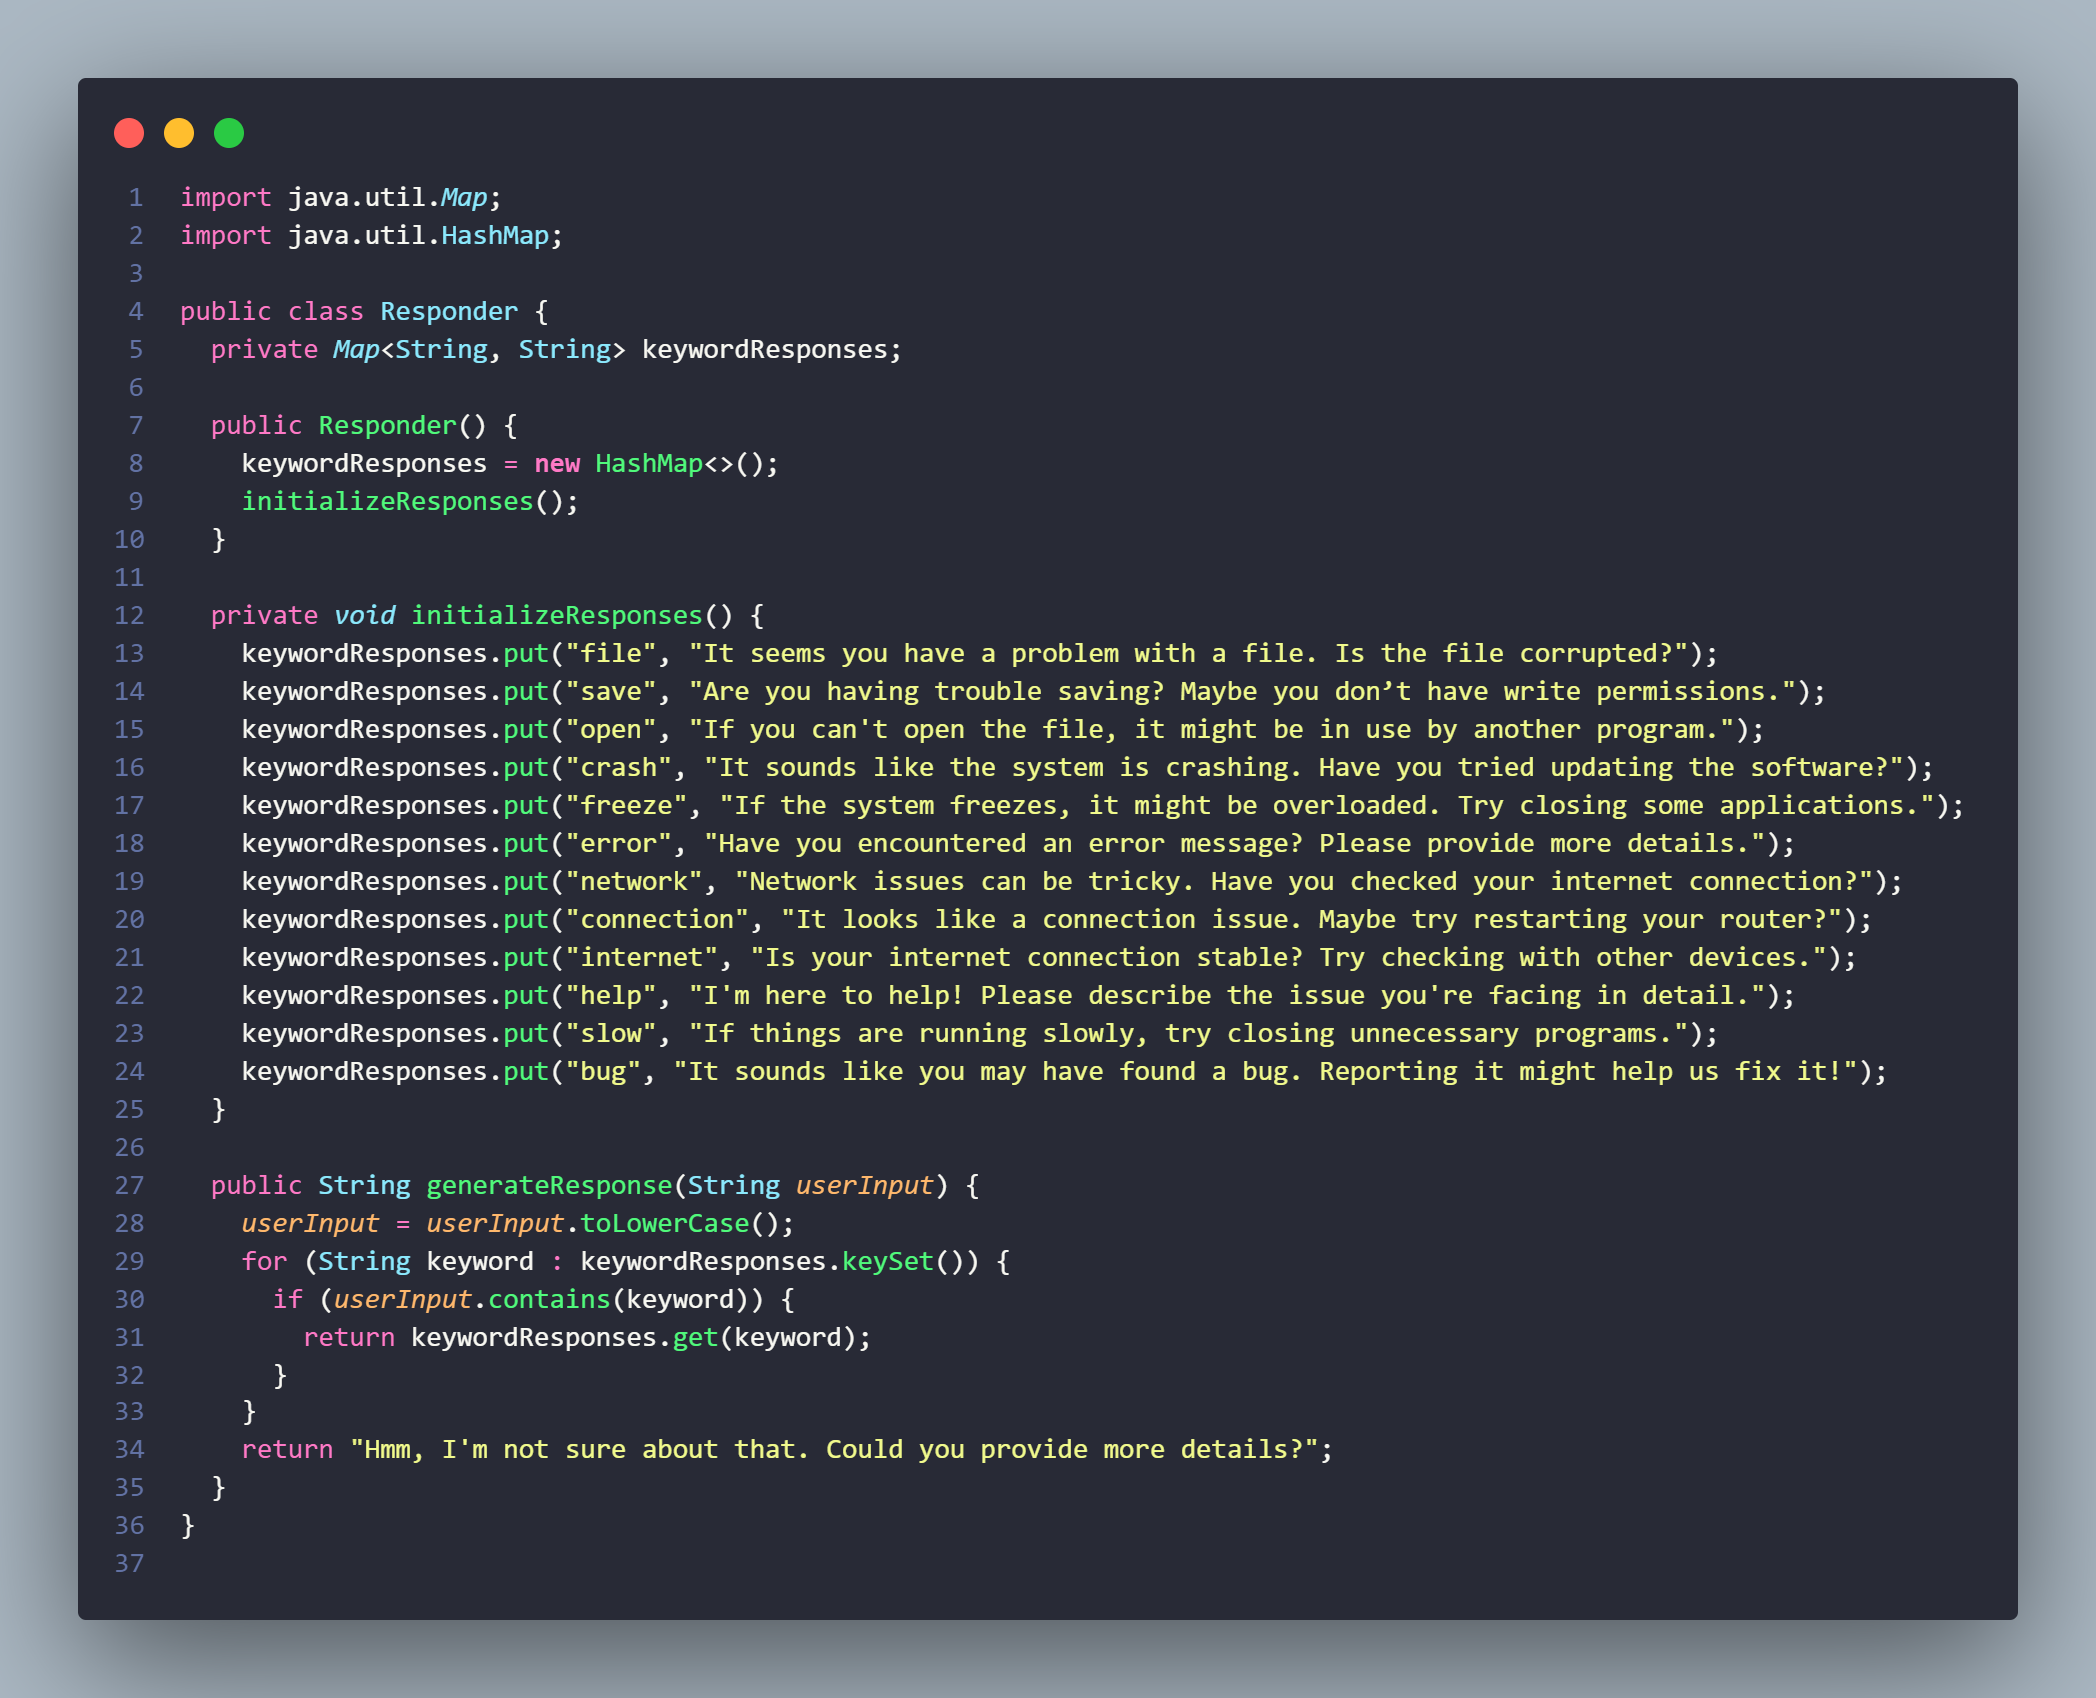 1 import java.util.Map;
2 import java.util.HashMap;
3
4 public class Responder {
5   private Map<String, String> keywordResponses;
6
7   public Responder() {
8     keywordResponses = new HashMap<>();
9     initializeResponses();
10   }
11
12   private void initializeResponses() {
13     keywordResponses.put("file", "It seems you have a problem with a file. Is the file corrupted?");
14     keywordResponses.put("save", "Are you having trouble saving? Maybe you don’t have write permissions.");
15     keywordResponses.put("open", "If you can't open the file, it might be in use by another program.");
16     keywordResponses.put("crash", "It sounds like the system is crashing. Have you tried updating the software?");
17     keywordResponses.put("freeze", "If the system freezes, it might be overloaded. Try closing some applications.");
18     keywordResponses.put("error", "Have you encountered an error message? Please provide more details.");
19     keywordResponses.put("network", "Network issues can be tricky. Have you checked your internet connection?");
20     keywordResponses.put("connection", "It looks like a connection issue. Maybe try restarting your router?");
21     keywordResponses.put("internet", "Is your internet connection stable? Try checking with other devices.");
22     keywordResponses.put("help", "I'm here to help! Please describe the issue you're facing in detail.");
23     keywordResponses.put("slow", "If things are running slowly, try closing unnecessary programs.");
24     keywordResponses.put("bug", "It sounds like you may have found a bug. Reporting it might help us fix it!");
25   }
26
27   public String generateResponse(String userInput) {
28     userInput = userInput.toLowerCase();
29     for (String keyword : keywordResponses.keySet()) {
30       if (userInput.contains(keyword)) {
31         return keywordResponses.get(keyword);
32       }
33     }
34     return "Hmm, I'm not sure about that. Could you provide more details?";
35   }
36 }
37